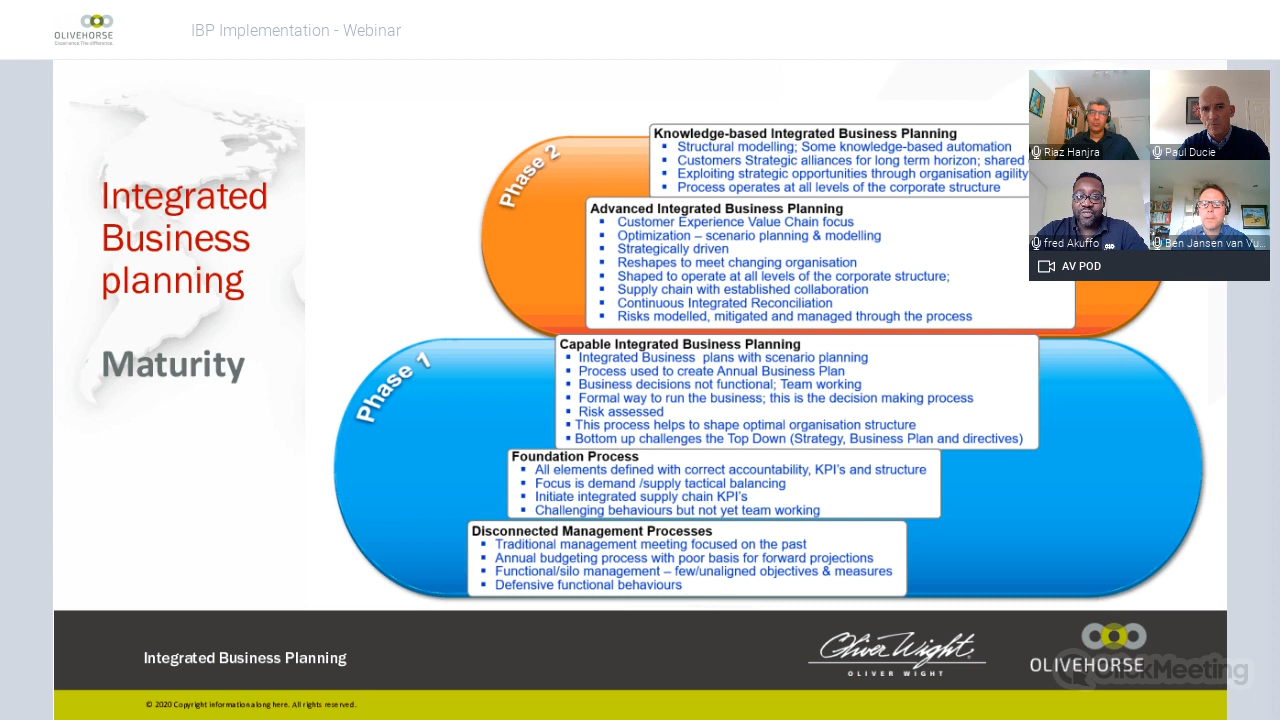 OLIVEHORSE
Experience. The difference.
IBP Implementation - Webinar
Integrated
Business
planning
Maturity
Phase 2
Knowledge-based Integrated Business Planning
Structural modelling; Some knowledge-based automation
Customers Strategic alliances for long term horizon; shared
Exploiting strategic opportunities through organisation agility
Process operates at all levels of the corporate structure
Advanced Integrated Business Planning
Customer Experience Value Chain focus
Optimization – scenario planning & modelling
Strategically driven
Reshapes to meet changing organisation
Shaped to operate at all levels of the corporate structure;
Supply chain with established collaboration
Continuous Integrated Reconciliation
Risks modelled, mitigated and managed through the process
Phase 1
Capable Integrated Business Planning
Integrated Business plans with scenario planning
Process used to create Annual Business Plan
Business decisions not functional; Team working
Formal way to run the business; this is the decision making process
Risk assessed
This process helps to shape optimal organisation structure
Bottom up challenges the Top Down (Strategy, Business Plan and directives)
Foundation Process
All elements defined with correct accountability, KPI's and structure
Focus is demand /supply tactical balancing
Initiate integrated supply chain KPI's
Challenging behaviours but not yet team working
Disconnected Management Processes
Traditional management meeting focused on the past
Annual budgeting process with poor basis for forward projections
Functional/silo management – few/unaligned objectives & measures
Defensive functional behaviours
Riaz Hanjra
Paul Ducie
fred Akuffo
Ben Jansen van Vu...
AV POD
Integrated Business Planning
Oliver Wight
OLIVER WIGHT
OLIVEHORSE
ClickMeeting
© 2020 Copyright information along here. All rights reserved.